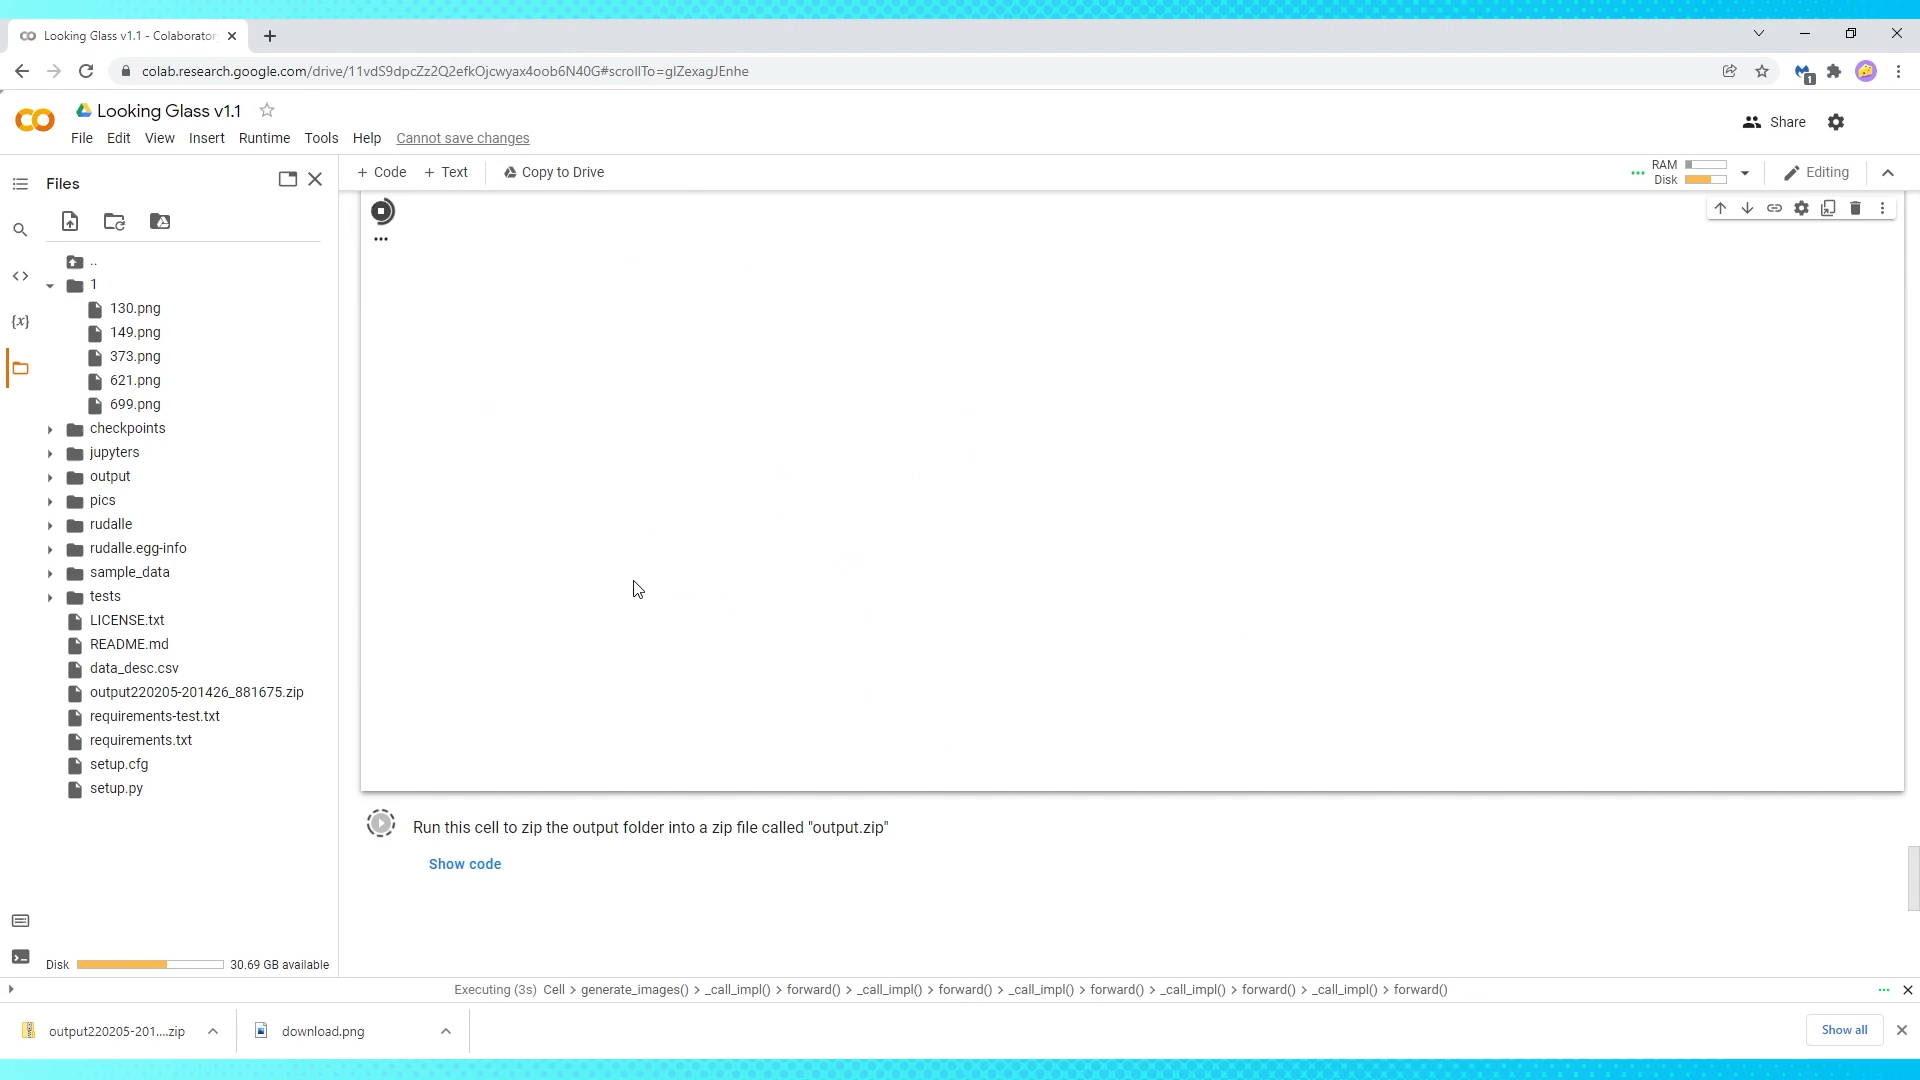 Looking Glass v1.1 - Colaborator
colab.research.google.com/drive/11vdS9dpcZz2Q2efkOjcwyax4oob6N40G#scrollTo=gIZexagJEnhe
1
Looking Glass v1.1
File Edit View Insert Runtime Tools Help Cannot save changes
Share
Files
+ Code + Text Copy to Drive
RAM
Disk
Editing
..
1
130.png
149.png
373.png
621.png
699.png
checkpoints
jupyters
output
pics
rudalle
rudalle.egg-info
sample_data
tests
LICENSE.txt
README.md
data_desc.csv
output220205-201426_881675.zip
requirements-test.txt
requirements.txt
setup.cfg
setup.py
Run this cell to zip the output folder into a zip file called "output.zip"
Show code
Disk 30.69 GB available
Executing (3s) Cell > generate_images() > _call_impl() > forward() > _call_impl() > forward() > _call_impl() > forward() > _call_impl() > forward() > _call_impl() > forward()
output220205-201....zip
download.png
Show all